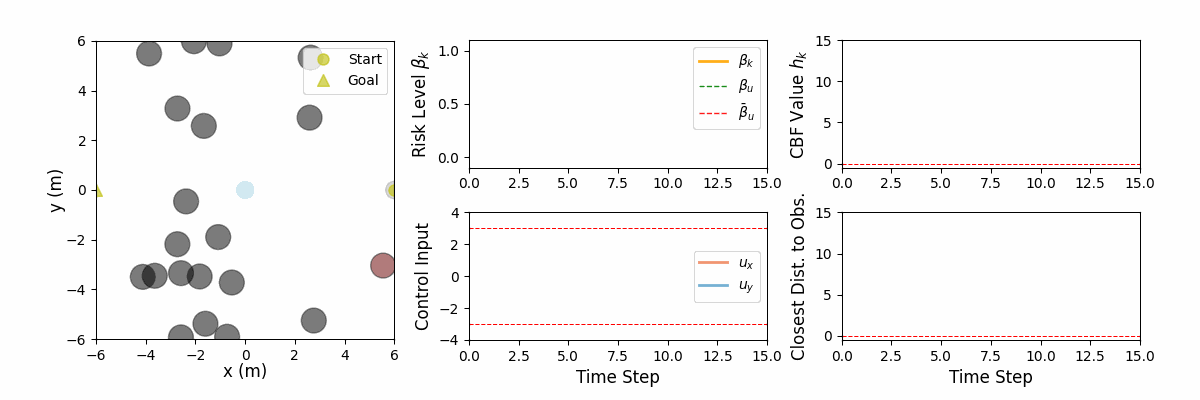 6
4
2
0
−2
−4
−6
y (m)
−6 −4 −2 0 2 4 6
x (m)
Start
Goal
1.0
0.5
0.0
Risk Level βₖ
βₖ
βᵤ
β̄ᵤ
0.0 2.5 5.0 7.5 10.0 12.5 15.0
4
2
0
−2
−4
Control Input
uₓ
u_y
0.0 2.5 5.0 7.5 10.0 12.5 15.0
Time Step
15
10
5
0
CBF Value hₖ
0.0 2.5 5.0 7.5 10.0 12.5 15.0
15
10
5
0
Closest Dist. to Obs.
0.0 2.5 5.0 7.5 10.0 12.5 15.0
Time Step